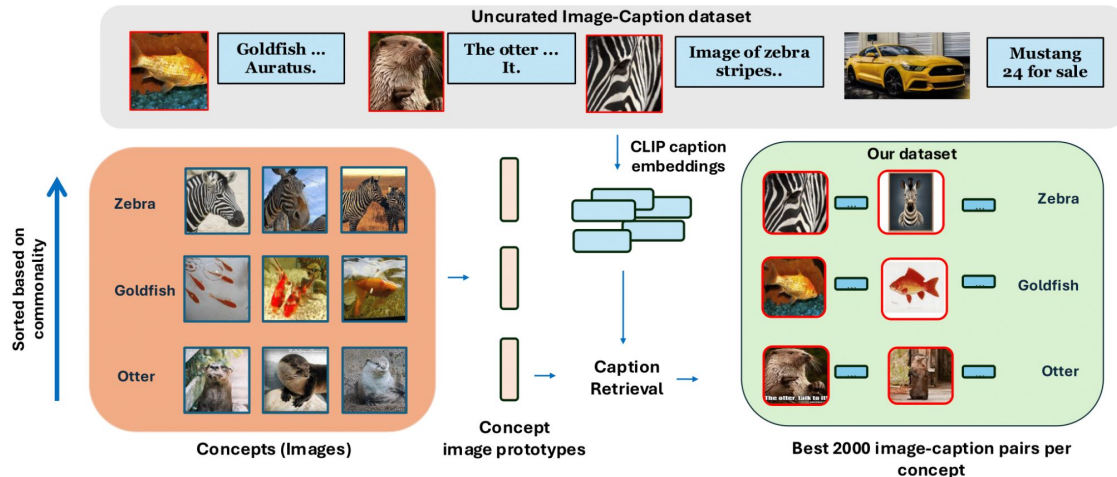 Uncurated Image-Caption dataset
Goldfish ...
Auratus.
The otter ...
It.
Image of zebra
stripes..
Mustang
24 for sale
CLIP caption
embeddings
Our dataset
Sorted based on
commonality
Zebra
Goldfish
Otter
Caption
Retrieval
...
...
Zebra
...
...
Goldfish
The otter talk to it!
...
...
Otter
Concepts (Images)
Concept
image prototypes
Best 2000 image-caption pairs per
concept